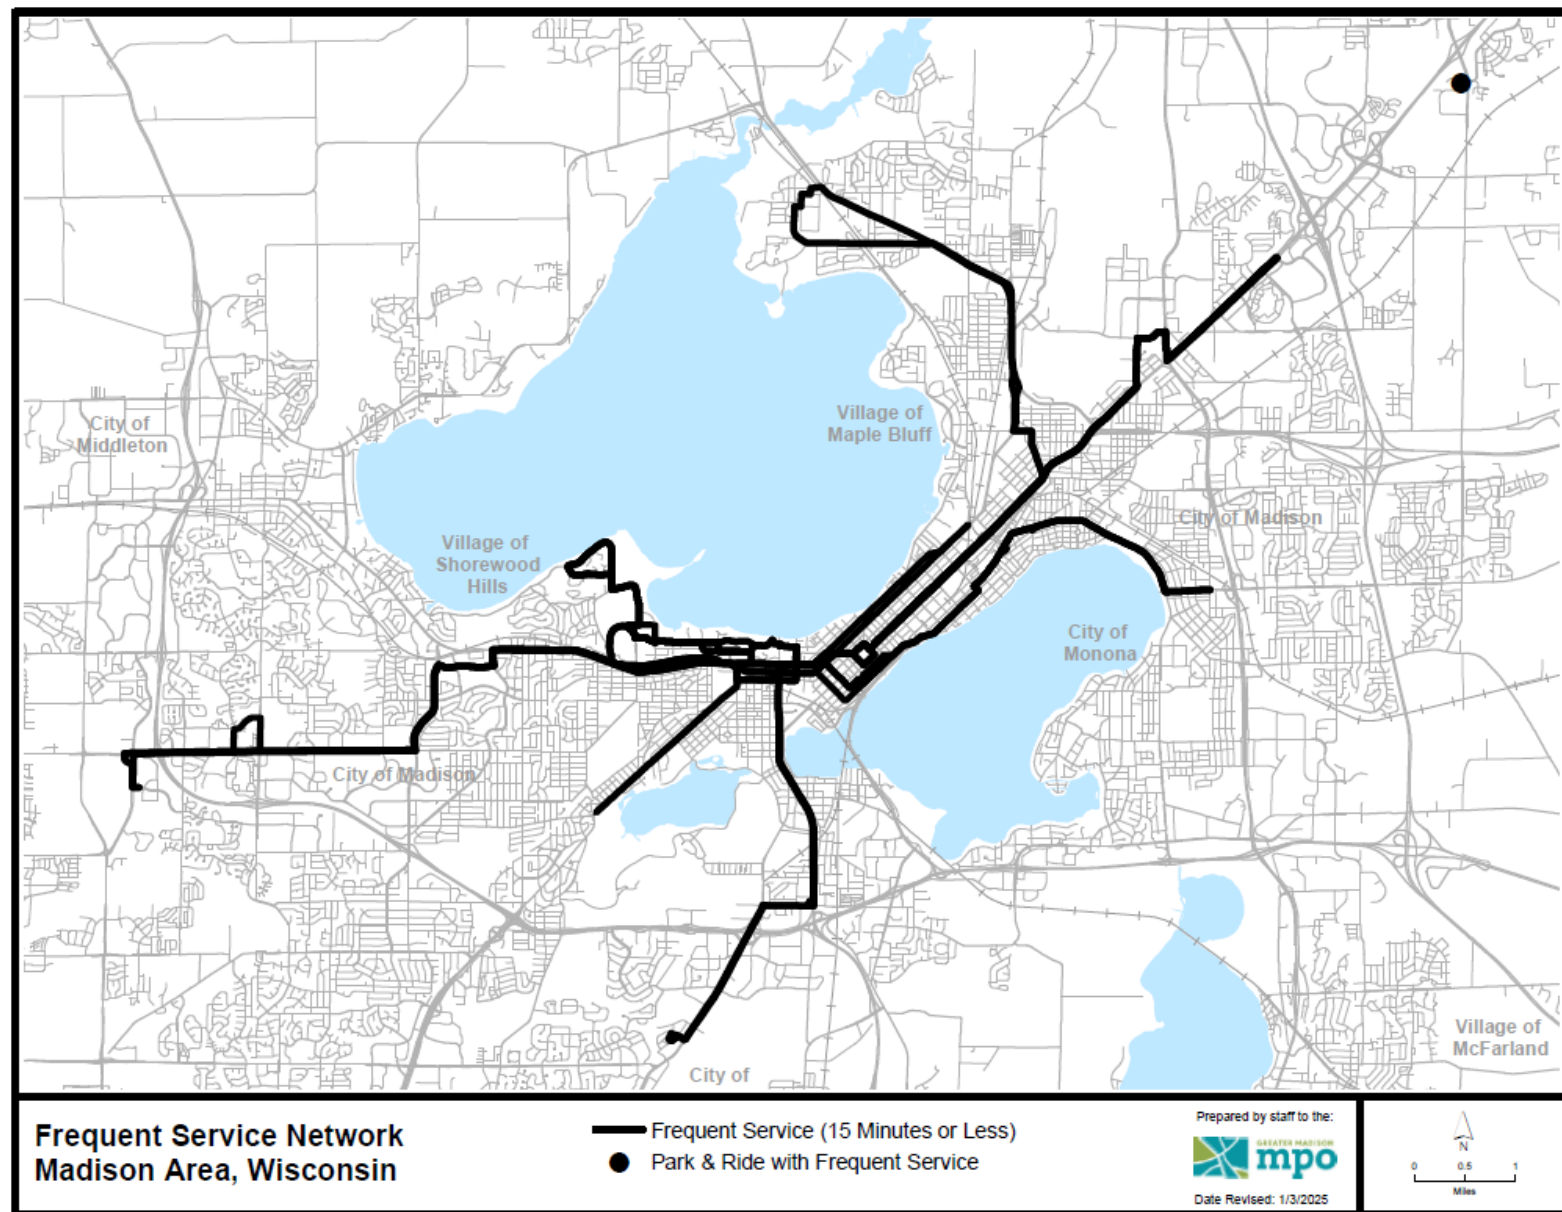 City of
Middleton
Village of
Maple Bluff
Village of
Shorewood
Hills
City of Madison
City of
Monona
City of Madison
Village of
McFarland
City of
Frequent Service Network
Madison Area, Wisconsin
Frequent Service (15 Minutes or Less)
Park & Ride with Frequent Service
Prepared by staff to the:
GREATER MADISON
mpo
Date Revised: 1/3/2025
N
0 0.5 1
Miles